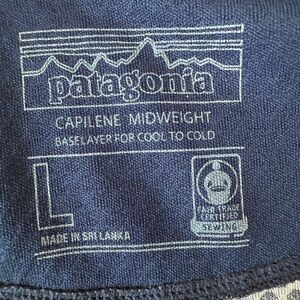 patagonia
CAPILENE MIDWEIGHT
BASELAYER FOR COOL TO COLD
L
MADE IN SRI LANKA
FAIR TRADE
CERTIFIED
SEWING